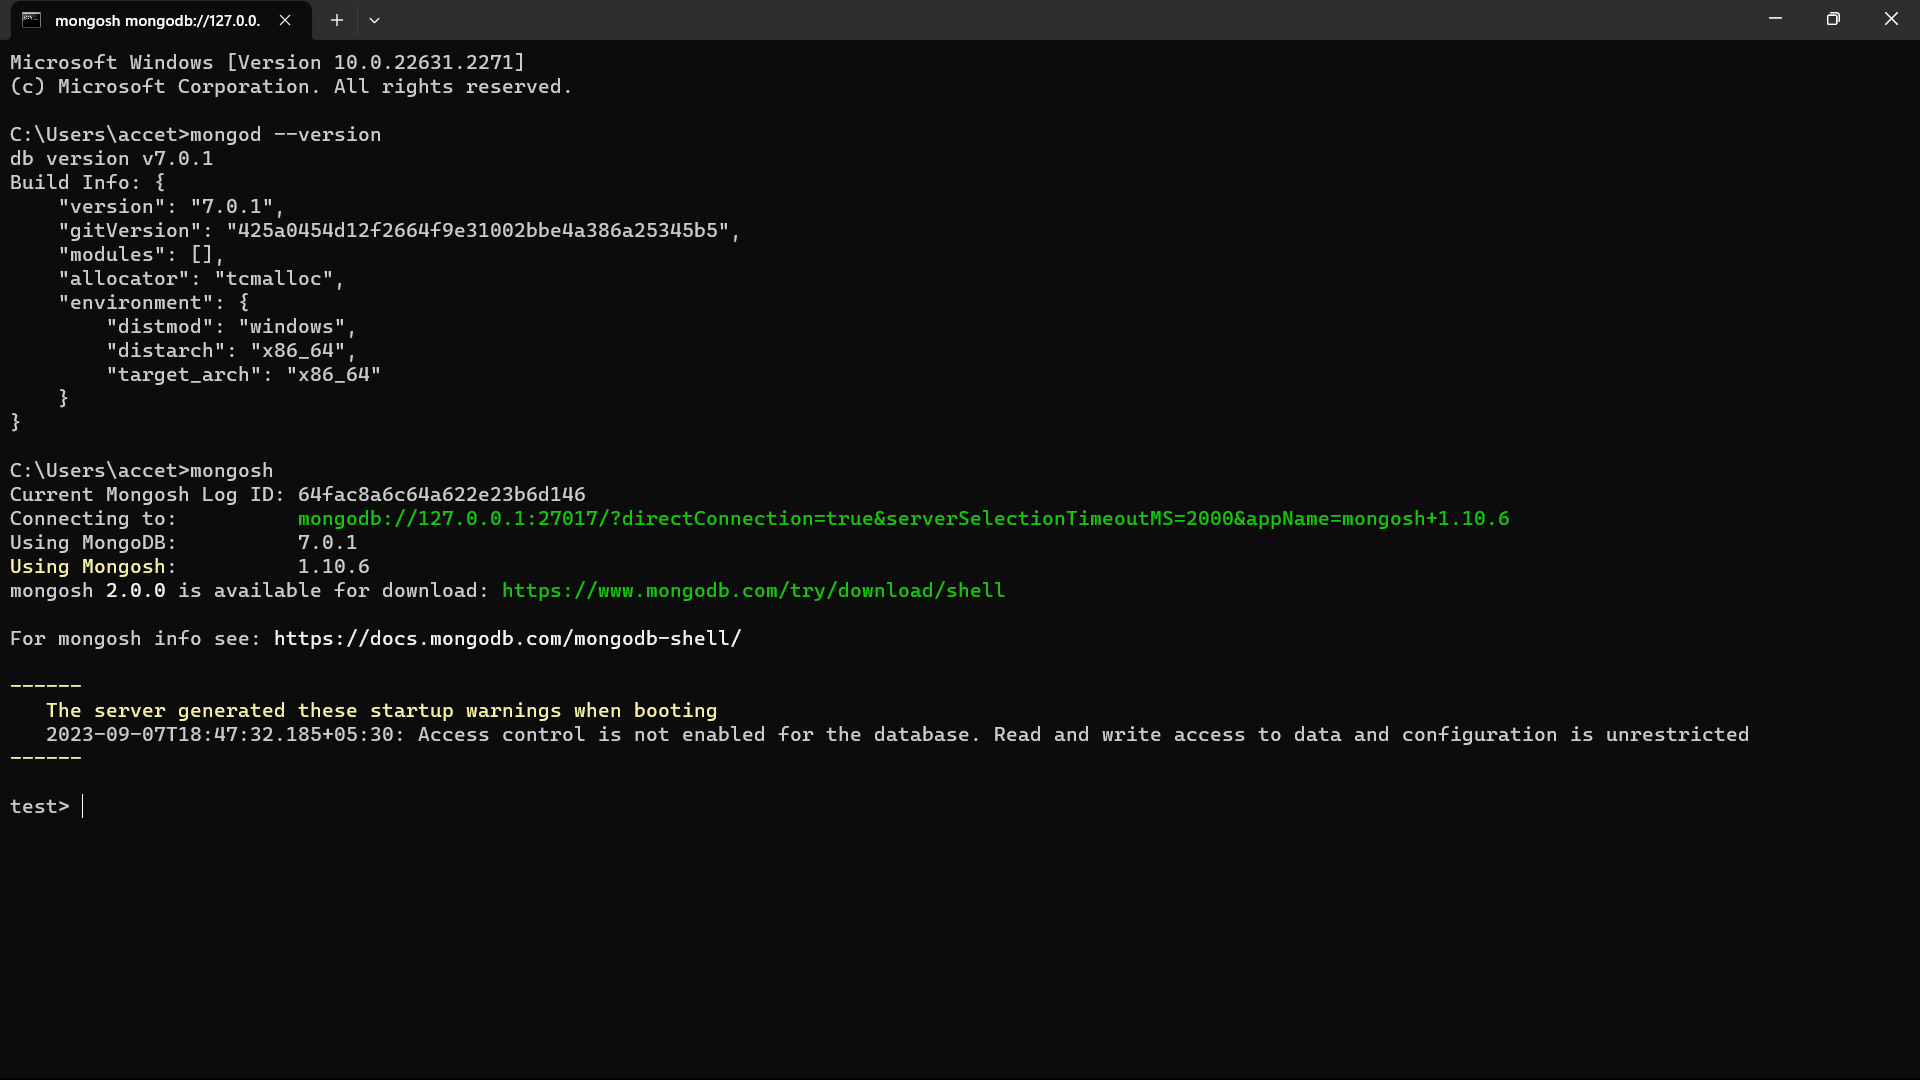 mongosh mongodb://127.0.0.
Microsoft Windows [Version 10.0.22631.2271]
(c) Microsoft Corporation. All rights reserved.
C:\Users\accet>mongod --version
db version v7.0.1
Build Info: {
    "version": "7.0.1",
    "gitVersion": "425a0454d12f2664f9e31002bbe4a386a25345b5",
    "modules": [],
    "allocator": "tcmalloc",
    "environment": {
        "distmod": "windows",
        "distarch": "x86_64",
        "target_arch": "x86_64"
    }
}
C:\Users\accet>mongosh
Current Mongosh Log ID: 64fac8a6c64a622e23b6d146
Connecting to:          mongodb://127.0.0.1:27017/?directConnection=true&serverSelectionTimeoutMS=2000&appName=mongosh+1.10.6
Using MongoDB:          7.0.1
Using Mongosh:          1.10.6
mongosh 2.0.0 is available for download: https://www.mongodb.com/try/download/shell
For mongosh info see: https://docs.mongodb.com/mongodb-shell/
------
   The server generated these startup warnings when booting
   2023-09-07T18:47:32.185+05:30: Access control is not enabled for the database. Read and write access to data and configuration is unrestricted
------
test>